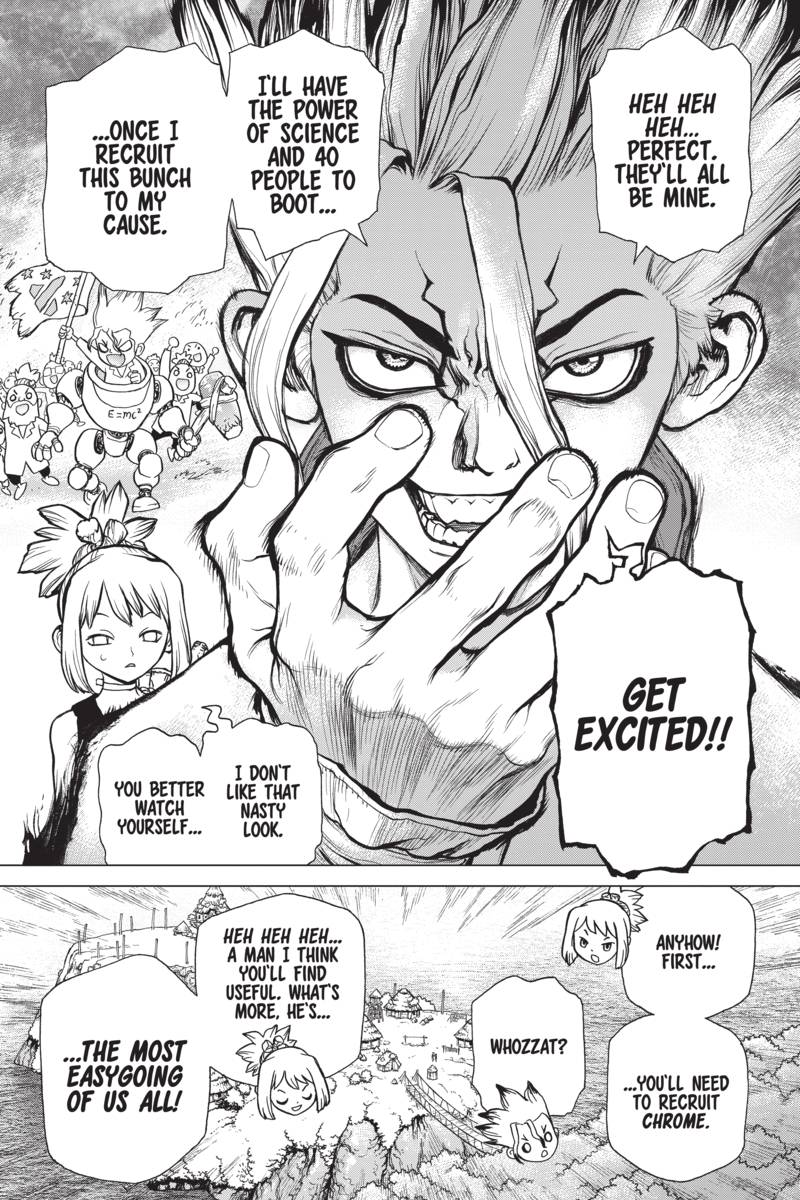 HEH HEH
HEH...
PERFECT.
THEY'LL ALL
BE MINE.
I'LL HAVE
THE POWER
OF SCIENCE
AND 40
PEOPLE TO
BOOT...
...ONCE I
RECRUIT
THIS BUNCH
TO MY
CAUSE.
E=mc²
GET
EXCITED!!
I DON'T
LIKE THAT
NASTY
LOOK.
YOU BETTER
WATCH
YOURSELF...
ANYHOW!
FIRST...
...YOU'LL NEED
TO RECRUIT
CHROME.
WHOZZAT?
HEH HEH HEH...
A MAN I THINK
YOU'LL FIND
USEFUL. WHAT'S
MORE, HE'S...
...THE MOST
EASYGOING
OF US ALL!